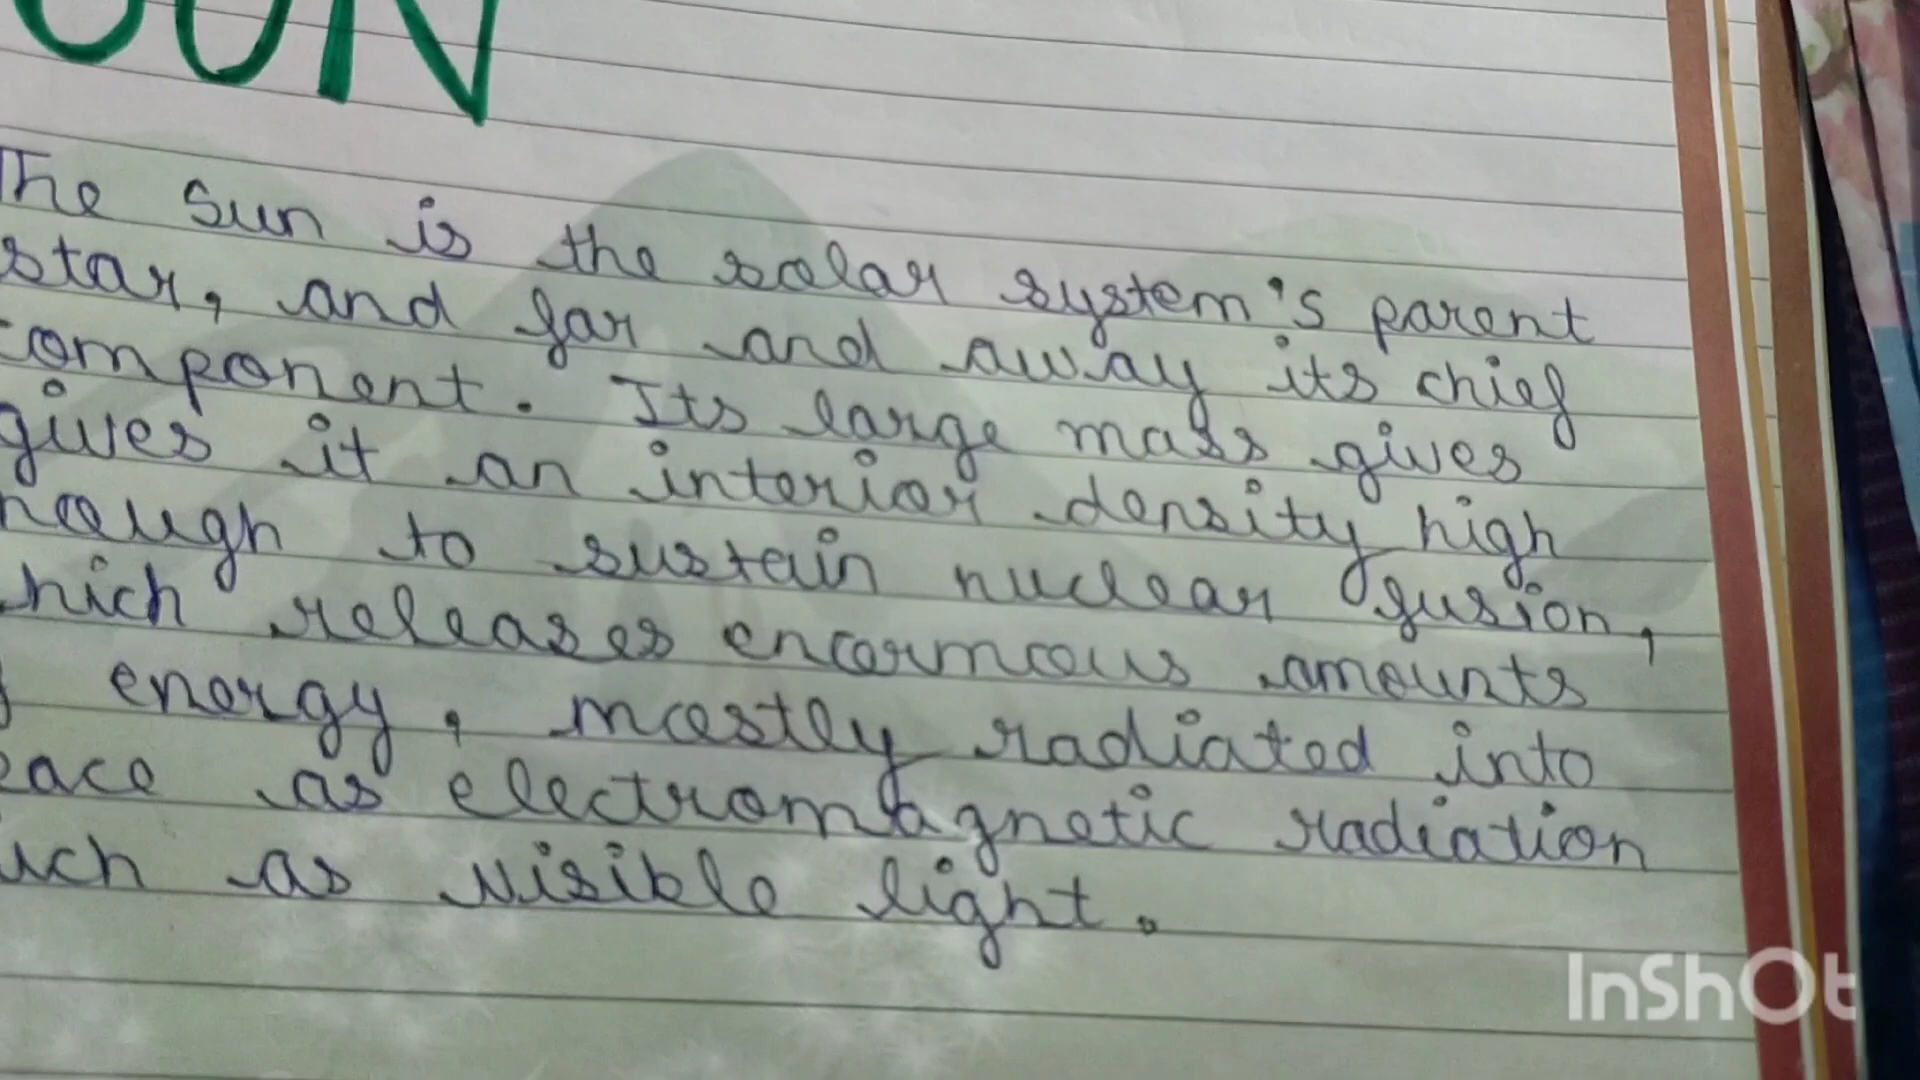 SUN
The Sun is the solar system's parent
star, and far and away its chief
component. Its large mass gives
gives it an interior density high
nough to sustain nuclear fusion,
hich releases enormous amounts
f energy, mostly radiated into
pace as electromagnetic radiation
uch as visible light.
InShOt